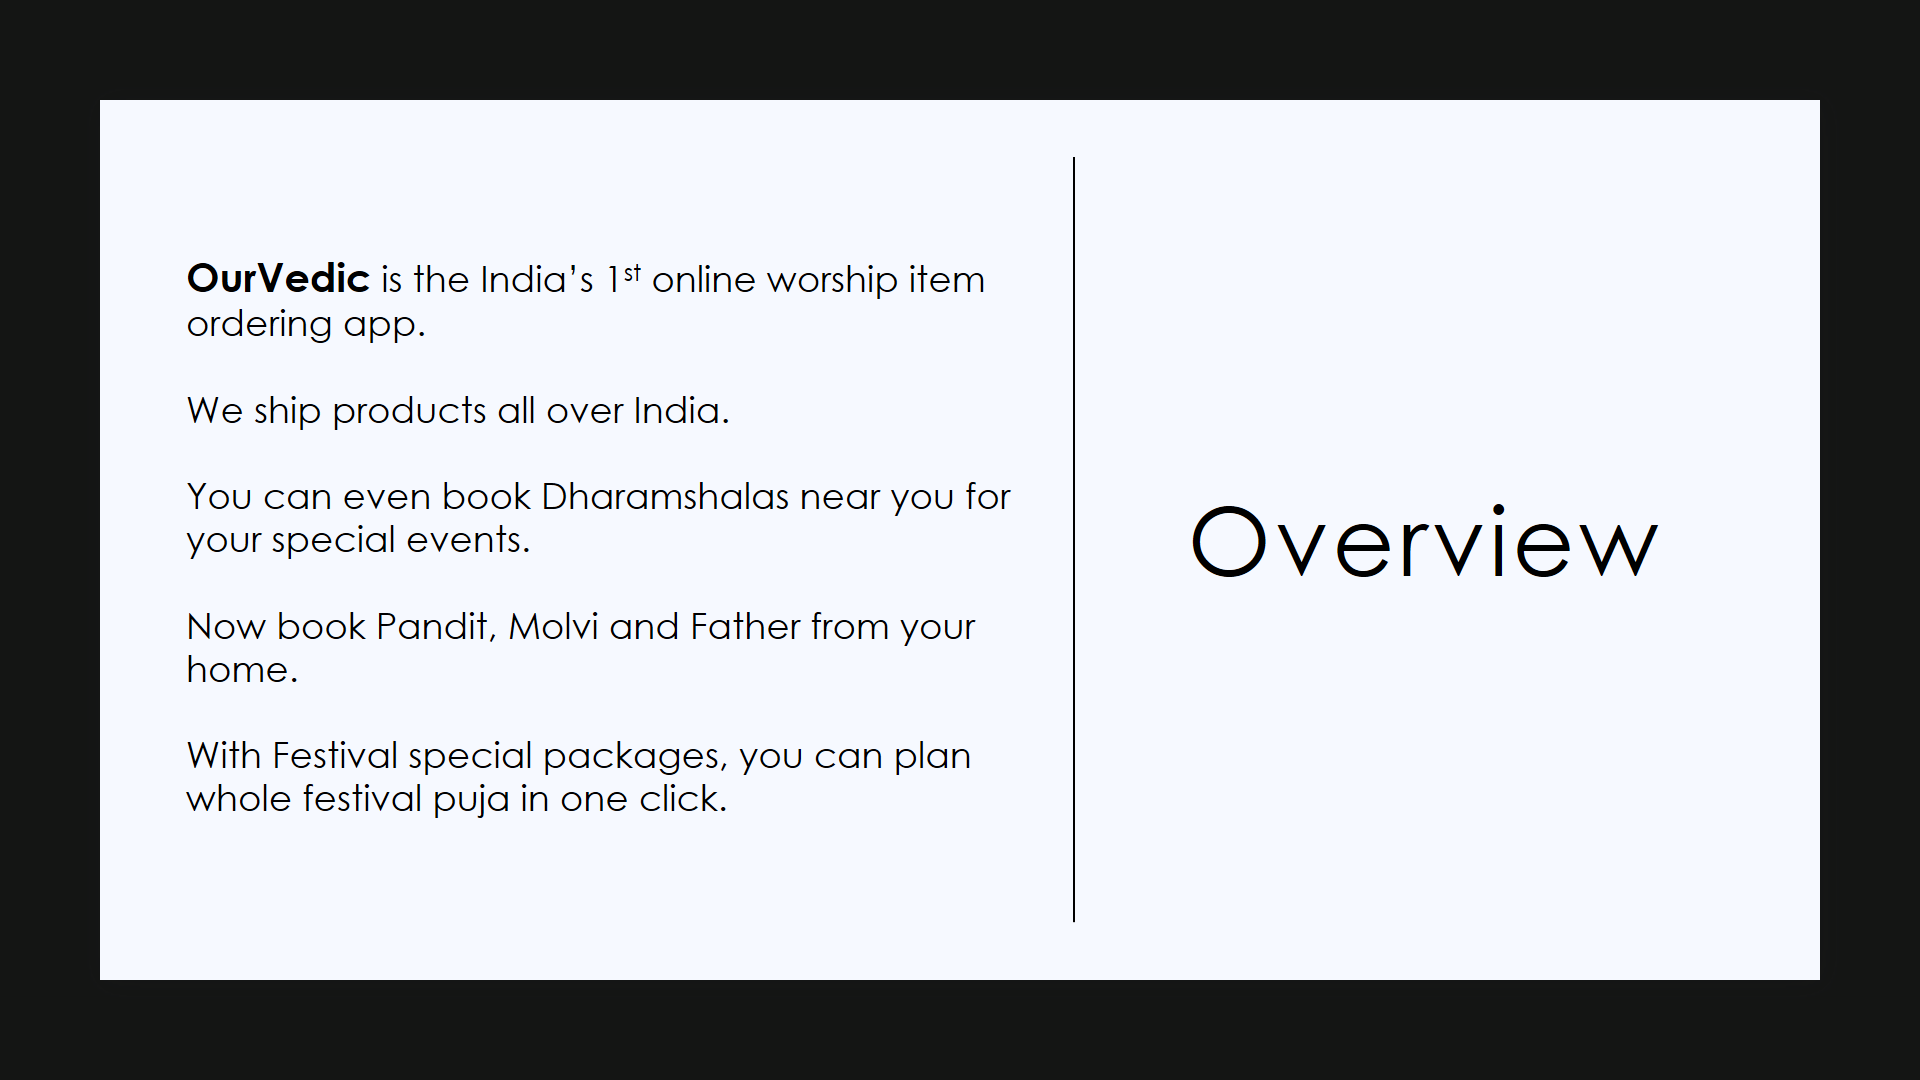 OurVedic is the India’s 1st online worship item
ordering app.
We ship products all over India.
You can even book Dharamshalas near you for
your special events.
Now book Pandit, Molvi and Father from your
home.
With Festival special packages, you can plan
whole festival puja in one click.
Overview